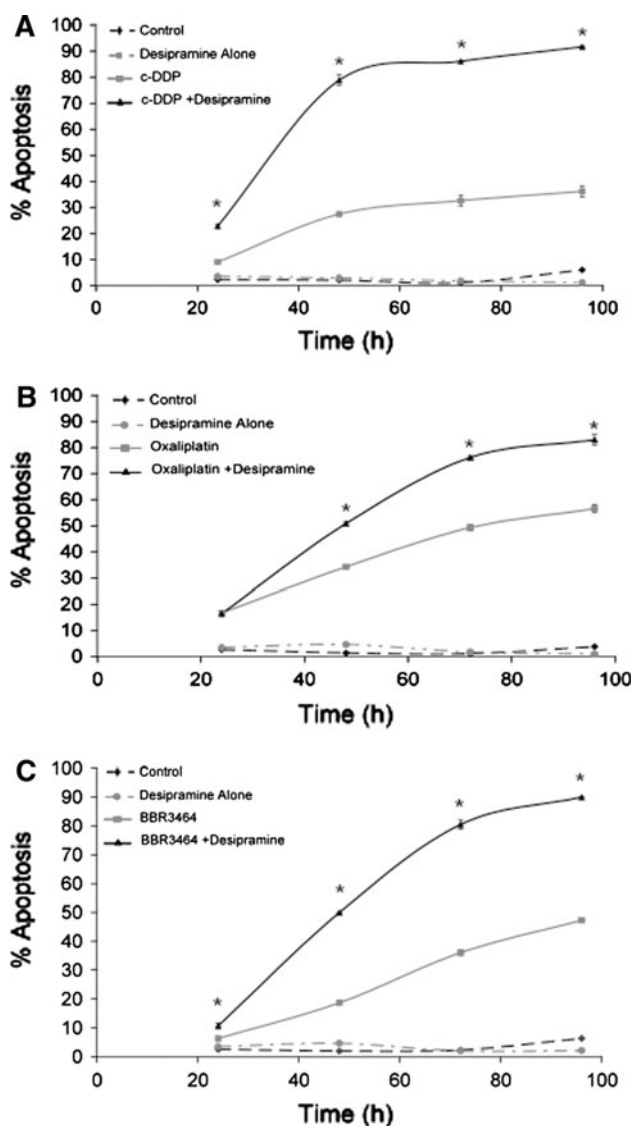 A
% Apoptosis
100
90
80
70
60
50
40
30
20
10
0
Control
Desipramine Alone
c-DDP
c-DDP +Desipramine
*
*
*
*
0
20
40
60
80
100
Time (h)
B
% Apoptosis
100
90
80
70
60
50
40
30
20
10
0
Control
Desipramine Alone
Oxaliplatin
Oxaliplatin +Desipramine
*
*
*
0
20
40
60
80
100
Time (h)
C
% Apoptosis
100
90
80
70
60
50
40
30
20
10
0
Control
Desipramine Alone
BBR3464
BBR3464 +Desipramine
*
*
*
*
0
20
40
60
80
100
Time (h)